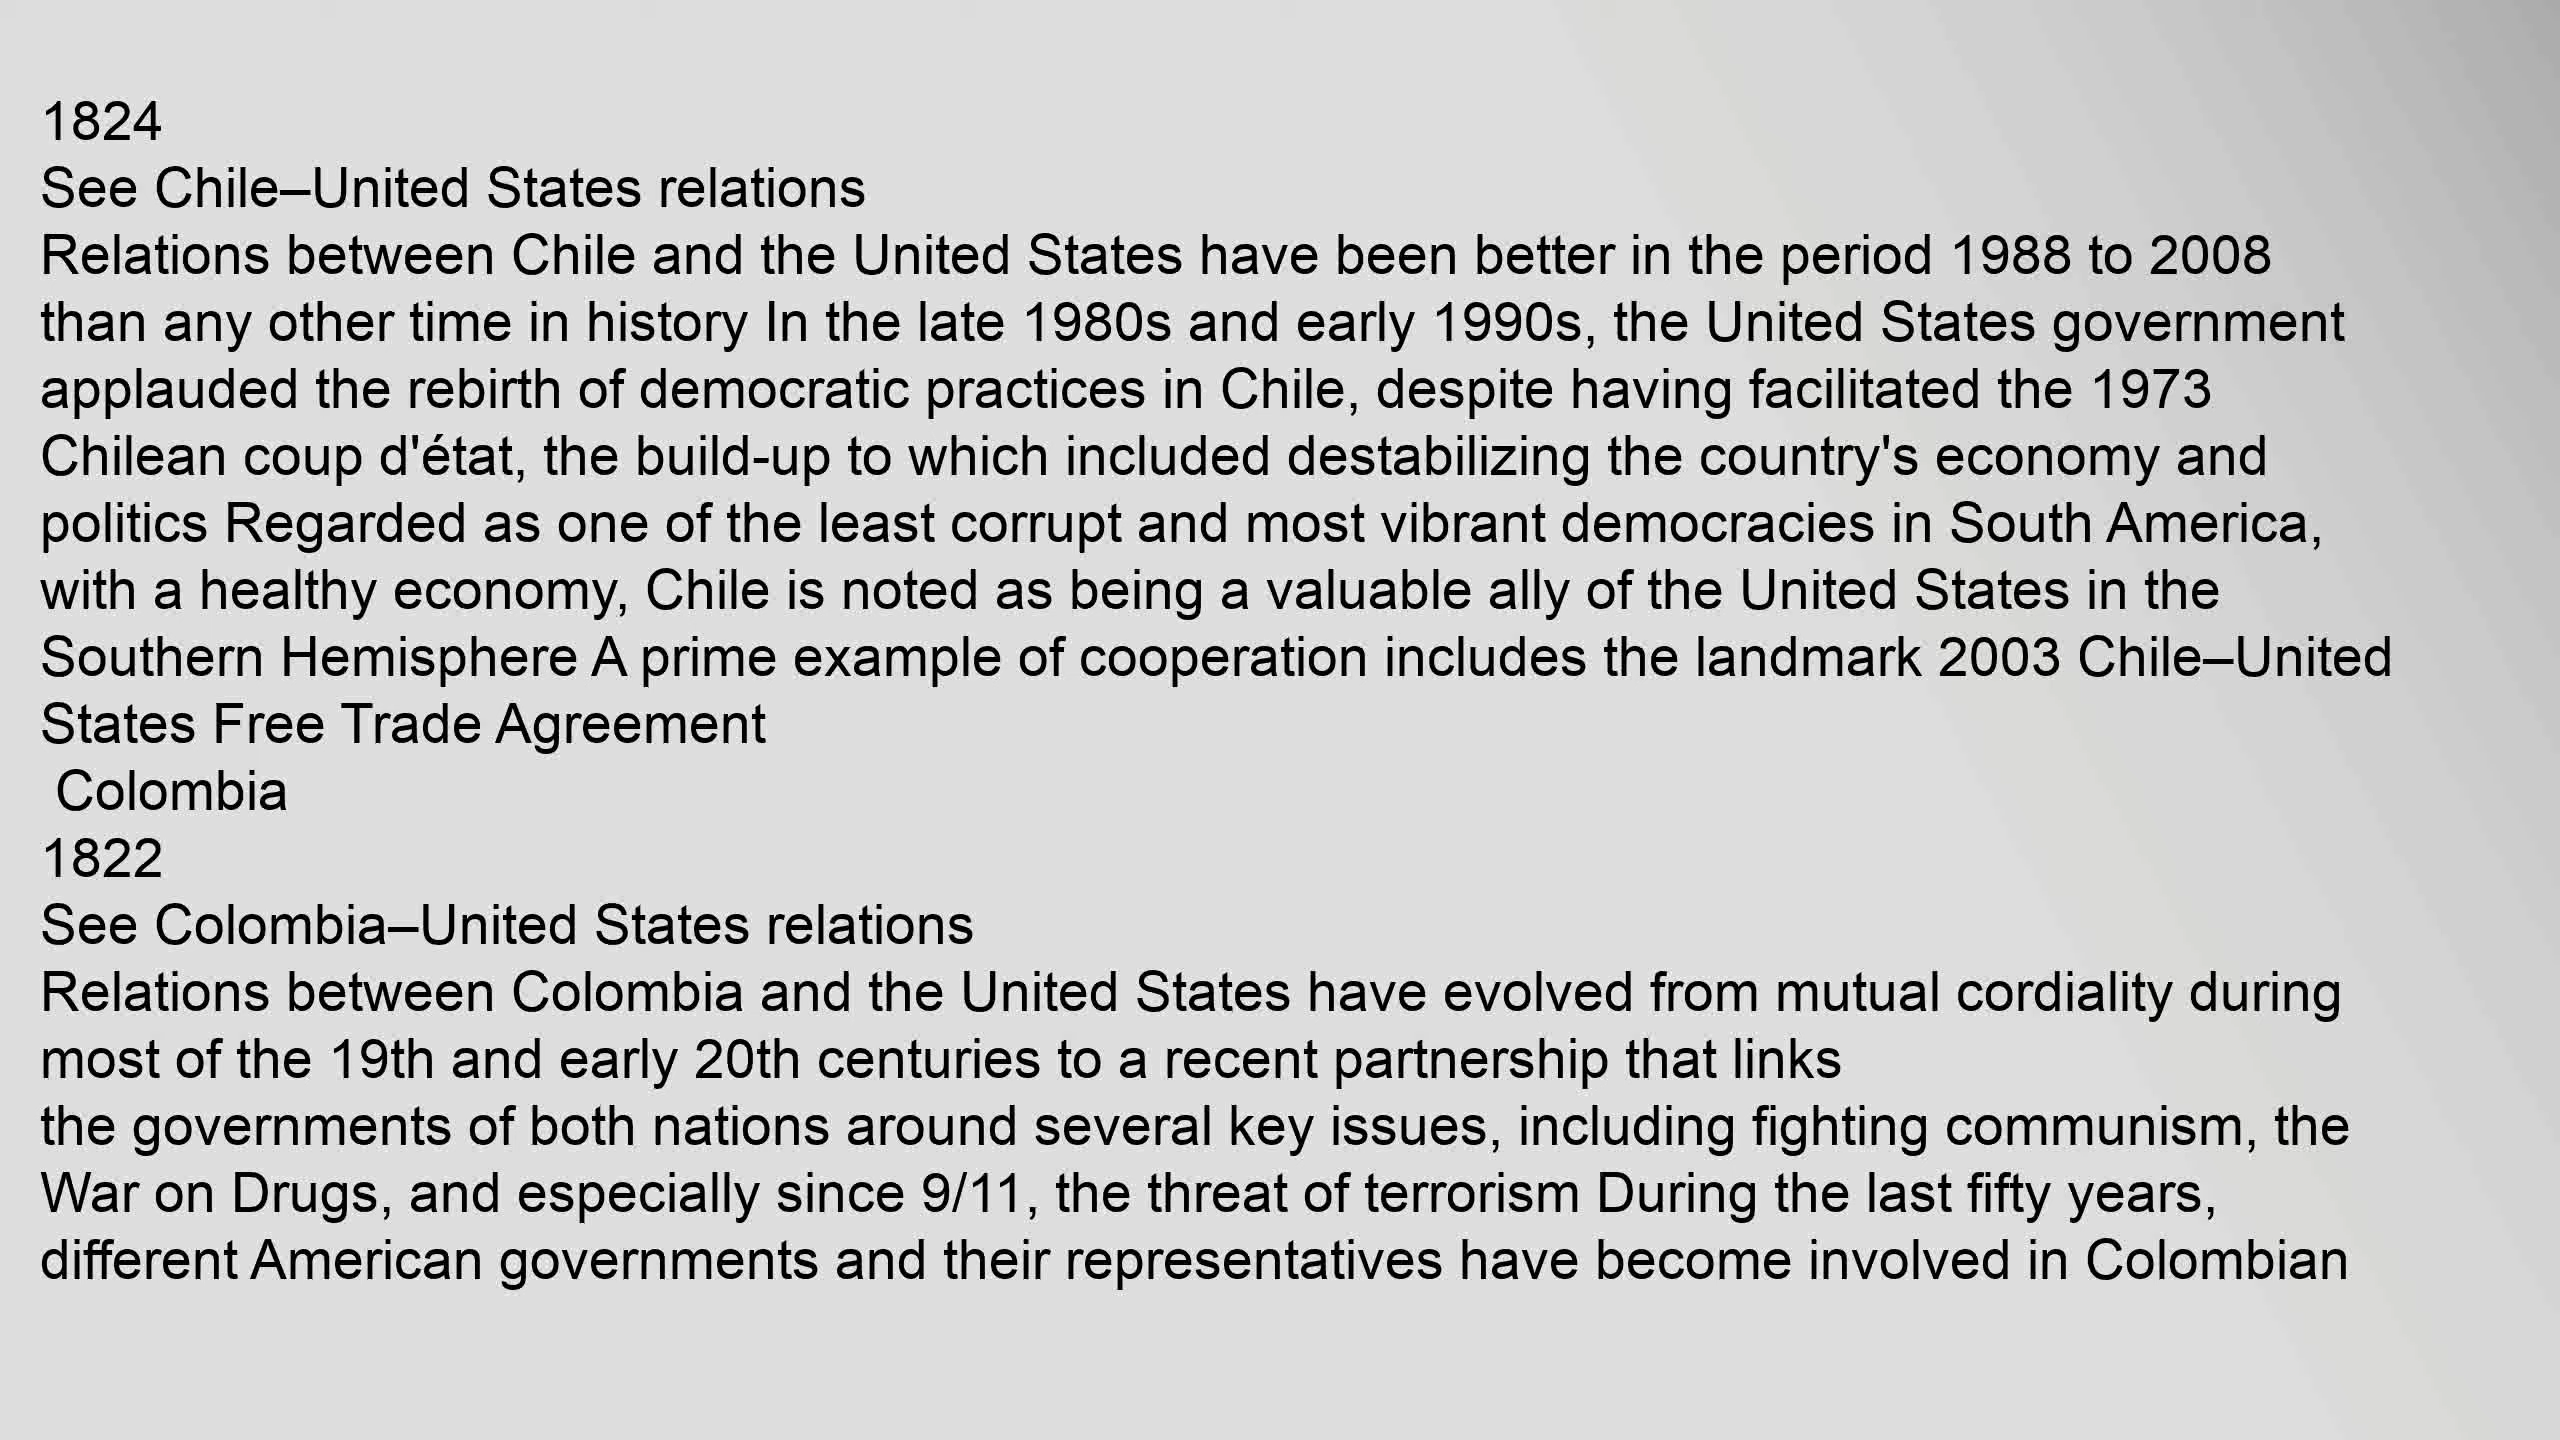 1824
See Chile–United States relations
Relations between Chile and the United States have been better in the period 1988 to 2008
than any other time in history In the late 1980s and early 1990s, the United States government
applauded the rebirth of democratic practices in Chile, despite having facilitated the 1973
Chilean coup d'état, the build-up to which included destabilizing the country's economy and
politics Regarded as one of the least corrupt and most vibrant democracies in South America,
with a healthy economy, Chile is noted as being a valuable ally of the United States in the
Southern Hemisphere A prime example of cooperation includes the landmark 2003 Chile–United
States Free Trade Agreement
Colombia
1822
See Colombia–United States relations
Relations between Colombia and the United States have evolved from mutual cordiality during
most of the 19th and early 20th centuries to a recent partnership that links
the governments of both nations around several key issues, including fighting communism, the
War on Drugs, and especially since 9/11, the threat of terrorism During the last fifty years,
different American governments and their representatives have become involved in Colombian